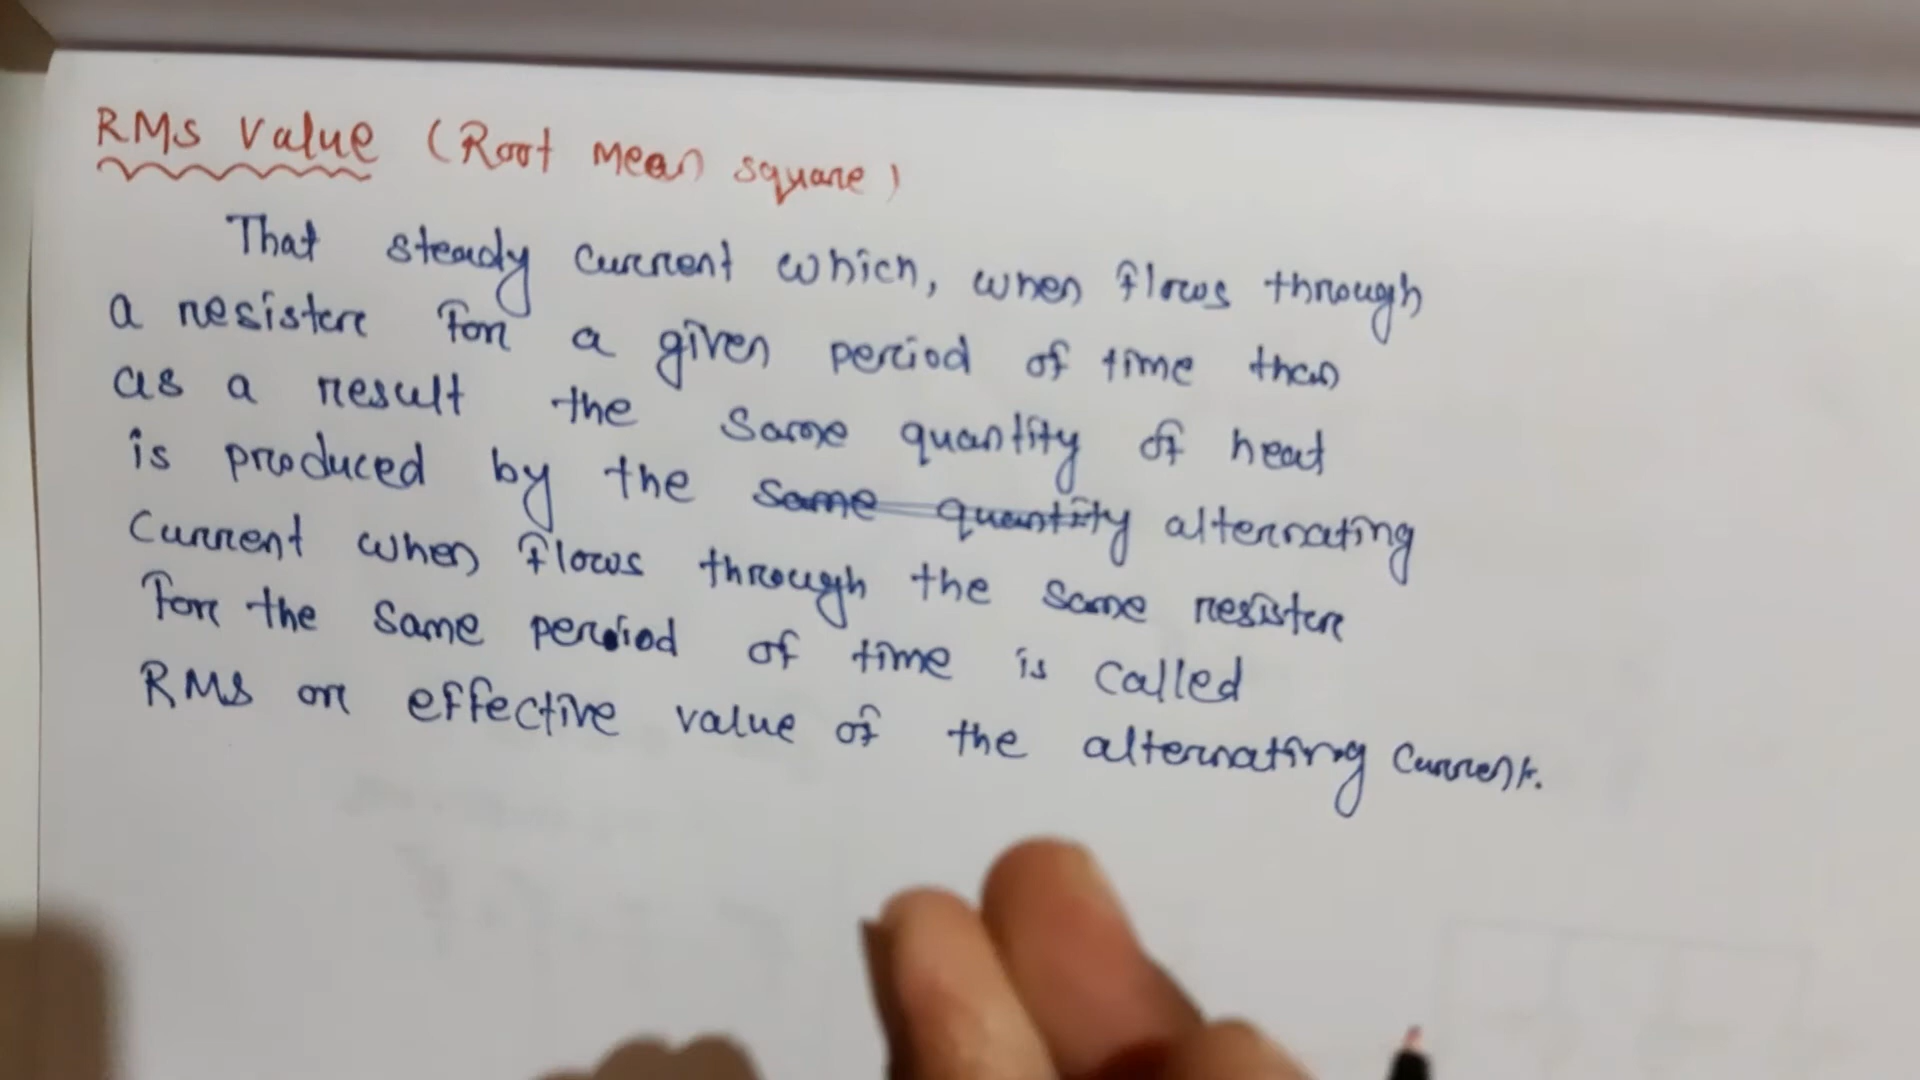 RMS Value (Root Mean square)
That steady current which, when flows through
a resister for a given period of time than
as a result the same quantity of heat
is produced by the same quantity alternating
Current when flows through the same resister
For the same period of time is called
RMS or effective value of the alternating current.